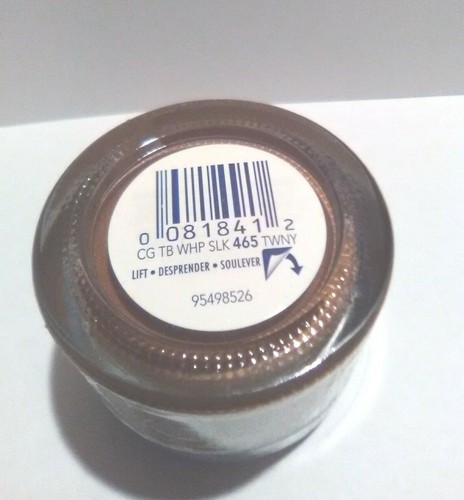 0 081841 2
CG TB WHP SLK 465 TWNY
LIFT • DESPRENDER • SOULEVER
95498526